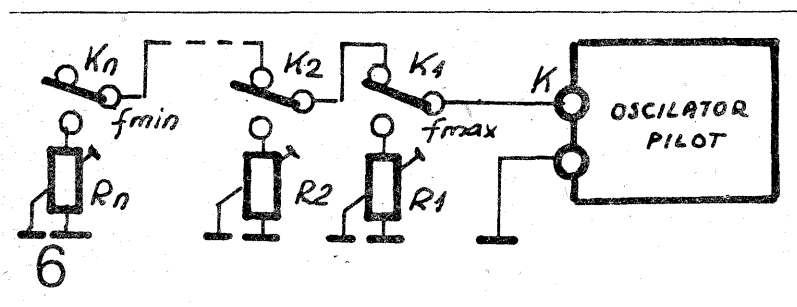 Kn
K2
K1
K
fmin
fmax
OSCILATOR
PILOT
Rn
R2
R1
6